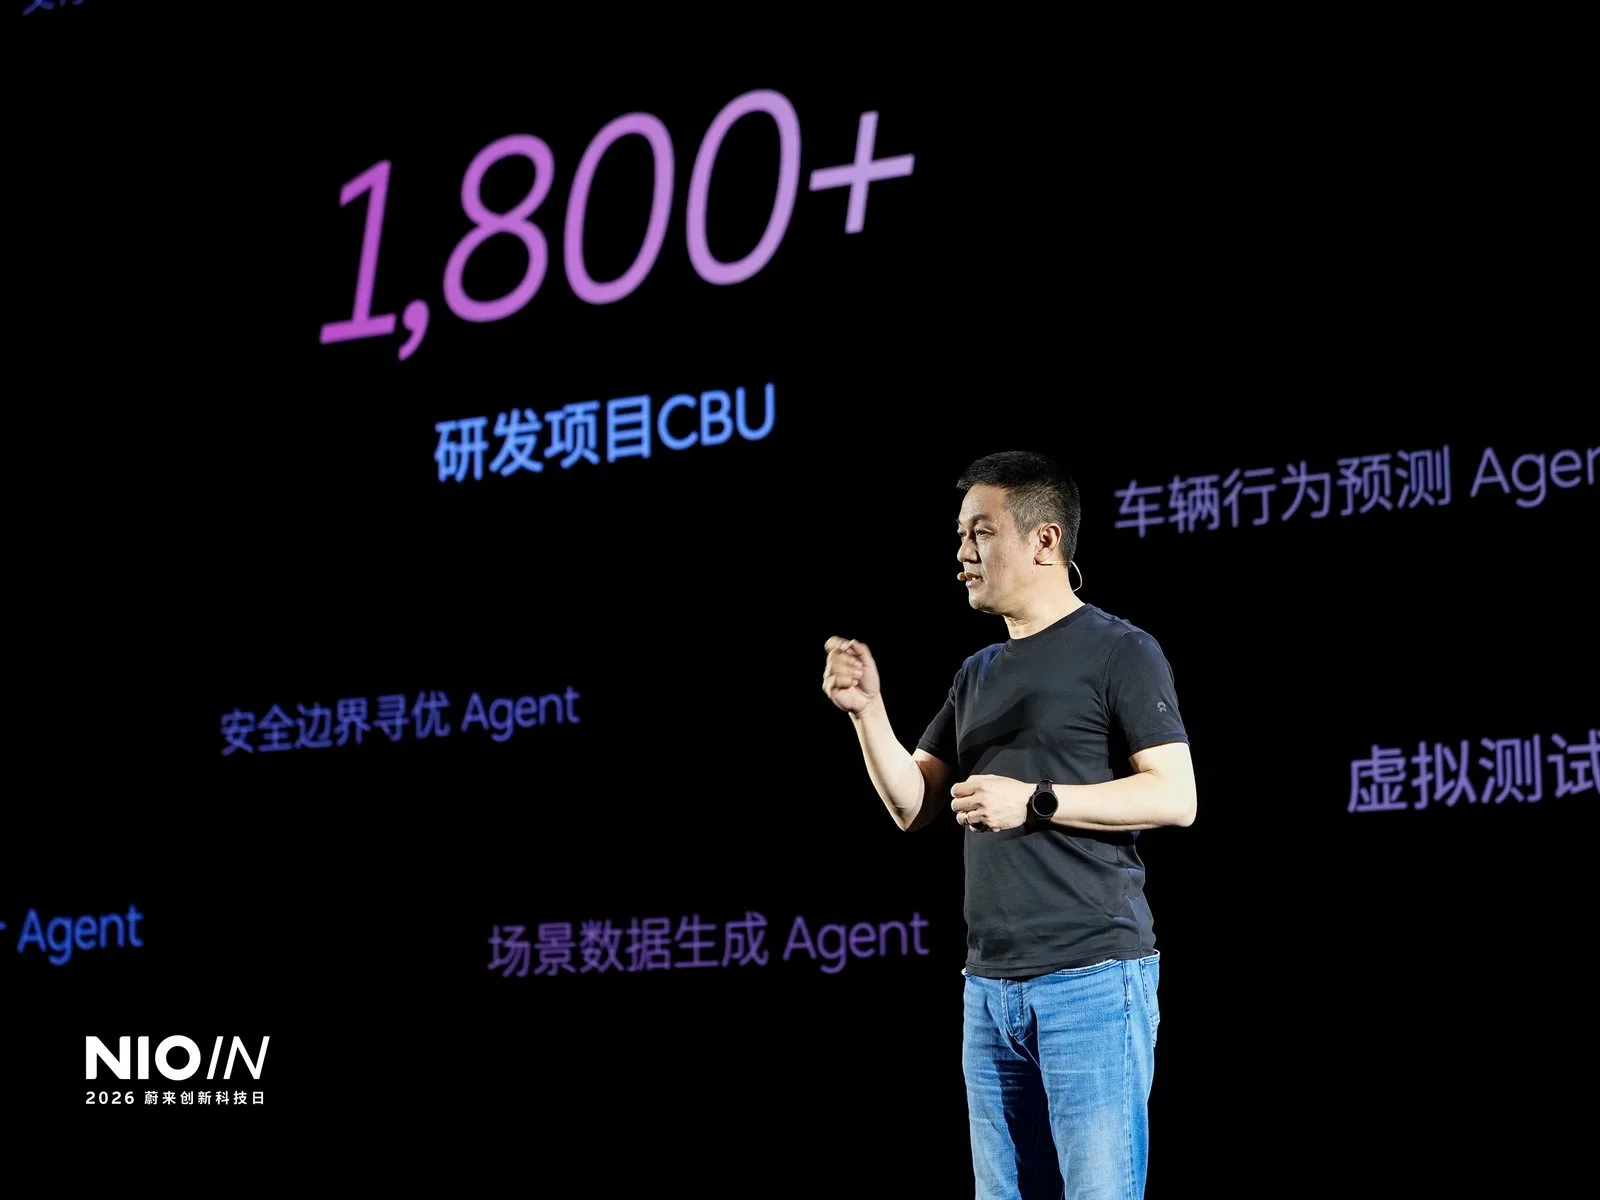 1,800+
研发项目CBU
车辆行为预测 Agen
安全边界寻优 Agent
虚拟测试
Agent
场景数据生成 Agent
NIO IN
2026 蔚来创新科技日